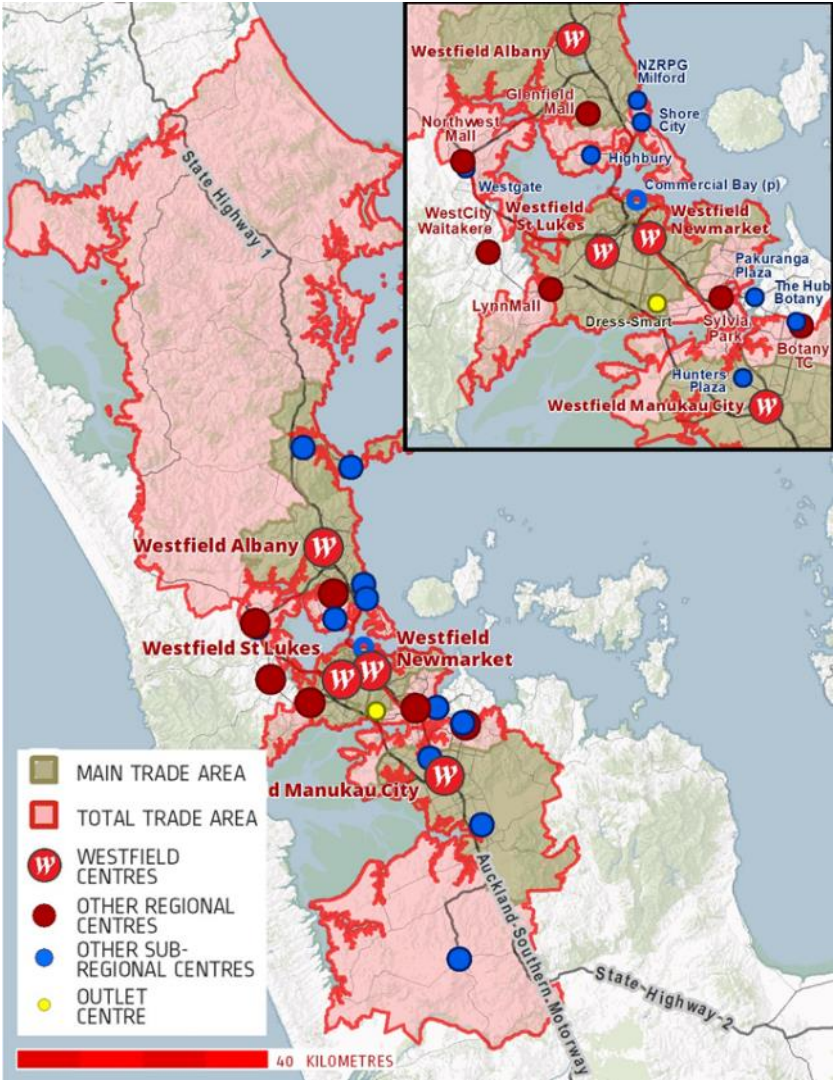 State Highway 1
Westfield Albany
Westfield St Lukes
Westfield
Newmarket
d Manukau City
Auckland-Southern-Motorway
State-Highway-2
MAIN TRADE AREA
TOTAL TRADE AREA
W
WESTFIELD
CENTRES
OTHER REGIONAL
CENTRES
OTHER SUB-
REGIONAL CENTRES
OUTLET
CENTRE
40 KILOMETRES
Westfield Albany
NZRPG
Milford
Glenfield
Mall
Shore
City
Northwest
Mall
Highbury
Westgate
Commercial Bay (p)
WestCity
Waitakere
Westfield
St Lukes
Westfield
Newmarket
Pakuranga
Plaza
The Hub
Botany
LynnMall
Dress-Smart
Sylvia
Park
Botany
TC
Hunters
Plaza
Westfield Manukau City